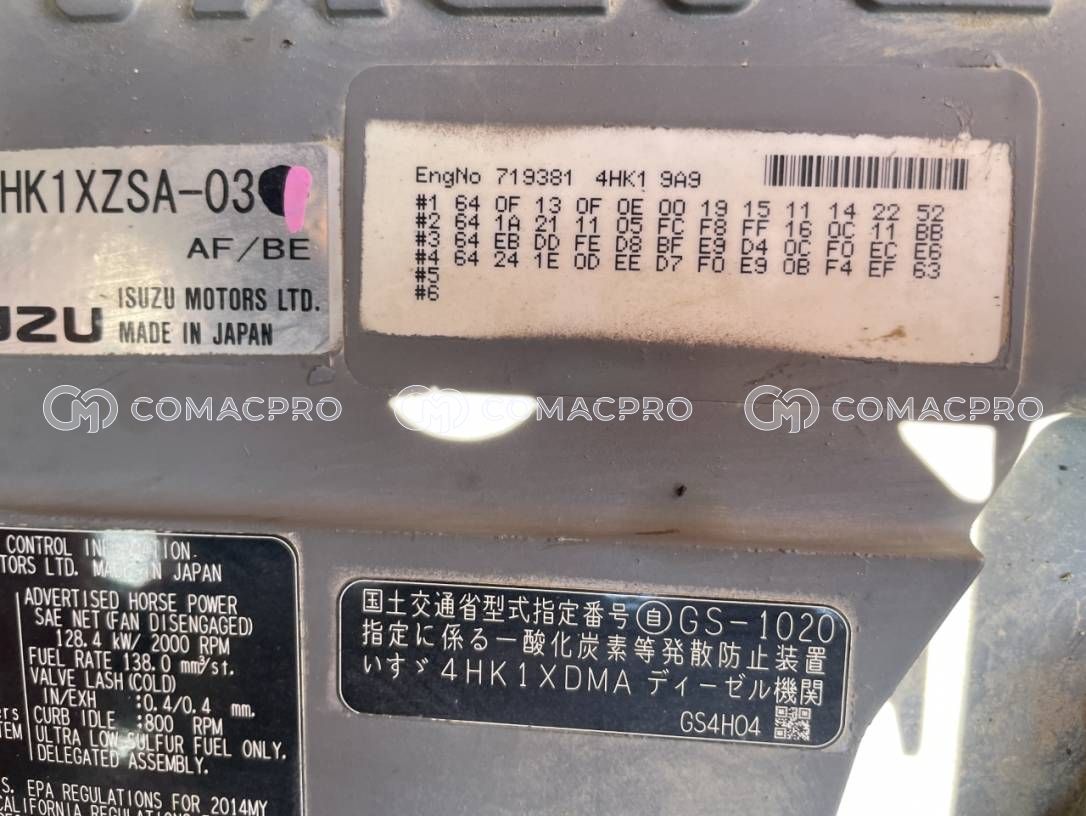 HK1XZSA-03
AF/BE
ISUZU MOTORS LTD.
MADE IN JAPAN
EngNo 719381 4HK1 9A9
#1 64 0F 13 0F 0E 00 19 15 11 14 22 52
#2 64 1A 21 11 05 FC F8 FF 16 0C 11 BB
#3 64 EB DD FE D8 BF E9 D4 0C F0 EC E6
#4 64 24 1E 0D EE D7 F0 E9 0B F4 EF 63
#5
#6
COMACPRO COMACPRO COMACPRO
CONTROL
LTD. MADE IN JAPAN
ADVERTISED HORSE POWER
SAE NET(FAN DISENGAGED)
128.4 kW/ 2000 RPM
FUEL RATE 138.0 mm³/st.
VALVE LASH(COLD)
IN/EXH :0.4/0.4 mm.
CURB IDLE :800 RPM
ULTRA LOW SULFUR FUEL ONLY.
DELEGATED ASSEMBLY.
EPA REGULATIONS FOR 2014MY
国土交通省型式指定番号 自 GS-1020
指定に係る一酸化炭素等発散防止装置
いすゞ 4HK1XDMA ディーゼル機関
GS4H04